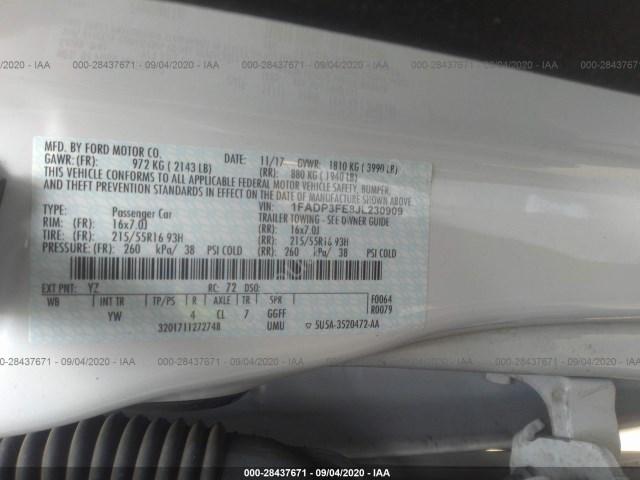 000-28437671 - 09/04/2020 - IAA
MFD. BY FORD MOTOR CO.
DATE: 11/17 GVWR: 1810 KG ( 3990 LB)
GAWR: (FR): 972 KG ( 2143 LB) (RR): 880 KG ( 1940 LB)
THIS VEHICLE CONFORMS TO ALL APPLICABLE FEDERAL MOTOR VEHICLE SAFETY, BUMPER,
AND THEFT PREVENTION STANDARDS IN EFFECT ON THE DATE OF MANUFACTURE SHOWN ABOVE.
VIN: 1FADP3FE8JL230909
TYPE: Passenger Car TRAILER TOWING - SEE OWNER GUIDE
RIM: (FR): 16x7.0J (RR): 16x7.0J
TIRE: (FR): 215/55R16 93H (RR): 215/55R16 93H
PRESSURE: (FR): 260 kPa/ 38 PSI COLD (RR): 260 kPa/ 38 PSI COLD
EXT PNT: YZ RC: 72 DSO:
WB INT TR TP/PS R AXLE TR SPR F0064
YW 4 CL 7 GGFF R0079
3201711272748 UMU 5U5A-3520472-AA
000-28437671 - 09/04/2020 - IAA